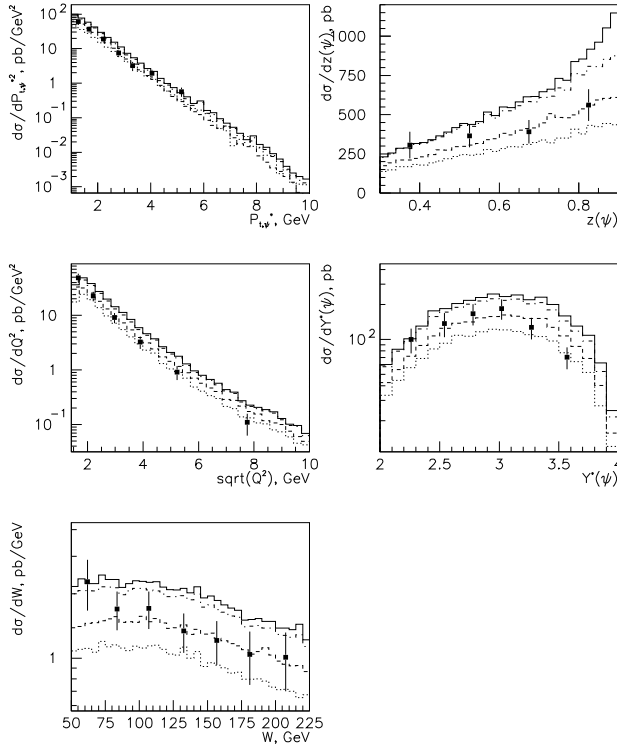 dσ/dP_{t,ψ}^{*2}, pb/GeV²
10²
10
1
10⁻¹
10⁻²
10⁻³
2 4 6 8 10
P_{t,ψ}^*, GeV
dσ/dz(ψ), pb
1000
750
500
250
0
0.4 0.6 0.8
z(ψ)
dσ/dQ², pb/GeV²
10
1
10⁻¹
2 4 6 8 10
sqrt(Q²), GeV
dσ/dY*(ψ), pb
10²
2 2.5 3 3.5 4
Y*(ψ)
dσ/dW, pb/GeV
1
50 75 100 125 150 175 200 225
W, GeV